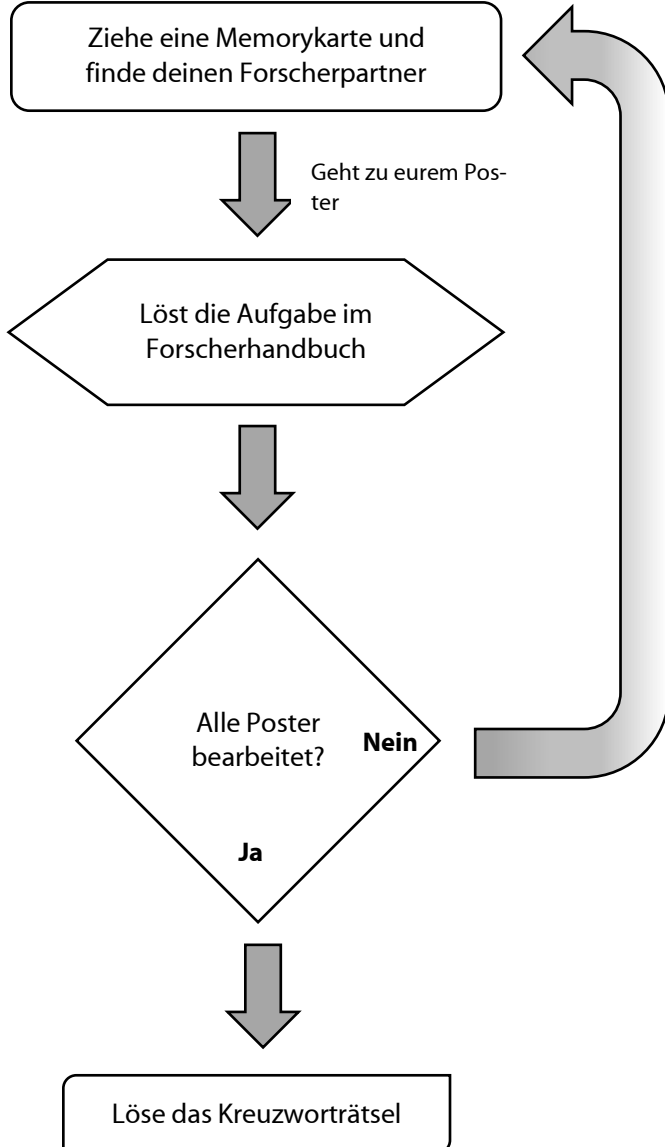 Ziehe eine Memorykarte und
finde deinen Forscherpartner
Geht zu eurem Pos-
ter
Löst die Aufgabe im
Forscherhandbuch
Alle Poster
bearbeitet?
Nein
Ja
Löse das Kreuzworträtsel